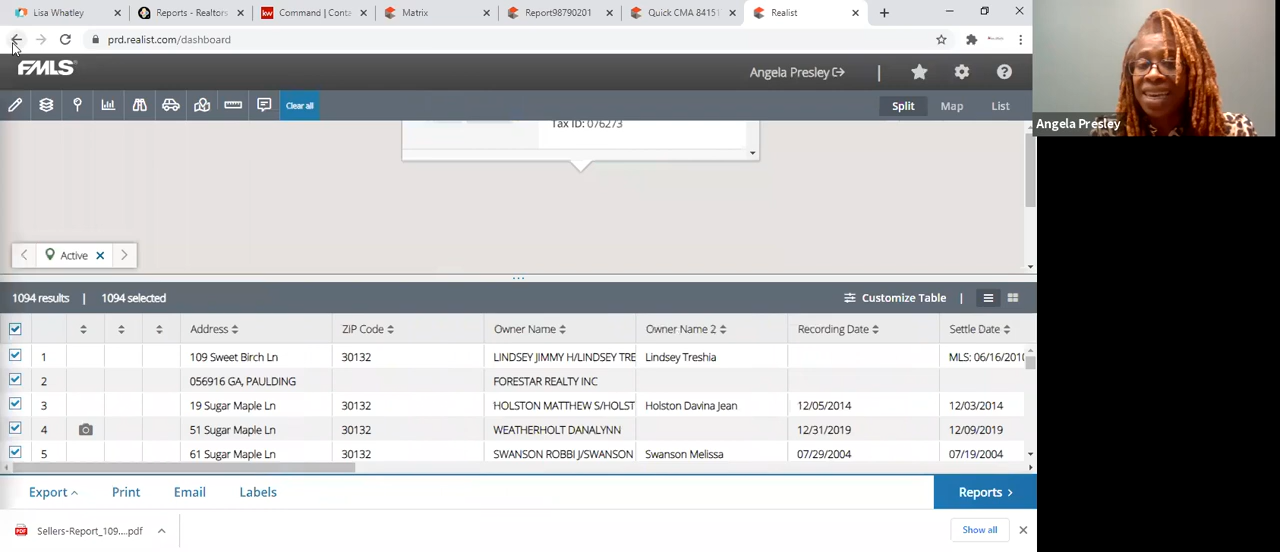 Lisa Whatley
Reports - Realtors
Command | Conta
Matrix
Report98790201
Quick CMA 84151
Realist
prd.realist.com/dashboard
FMLS
Angela Presley
Clear all
Split
Map
List
Tax ID: 076273
Active
1094 results | 1094 selected
Customize Table
Address ZIP Code Owner Name Owner Name 2 Recording Date Settle Date
1 109 Sweet Birch Ln 30132 LINDSEY JIMMY H/LINDSEY TRE Lindsey Treshia MLS: 06/16/2010
2 056916 GA, PAULDING FORESTAR REALTY INC
3 19 Sugar Maple Ln 30132 HOLSTON MATTHEW S/HOLST Holston Davina Jean 12/05/2014 12/03/2014
4 51 Sugar Maple Ln 30132 WEATHERHOLT DANALYNN 12/31/2019 12/09/2019
5 61 Sugar Maple Ln 30132 SWANSON ROBBI J/SWANSON Swanson Melissa 07/29/2004 07/19/2004
Export Print Email Labels Reports
Sellers-Report_109....pdf
Show all
Angela Presley